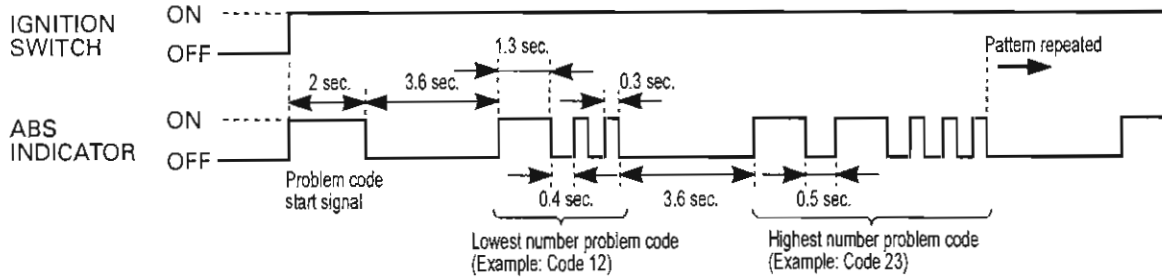 IGNITION
SWITCH
ON
OFF
1.3 sec.
Pattern repeated
2 sec.
3.6 sec.
0.3 sec.
ABS
INDICATOR
ON
OFF
Problem code
start signal
0.4 sec.
3.6 sec.
0.5 sec.
Lowest number problem code
(Example: Code 12)
Highest number problem code
(Example: Code 23)